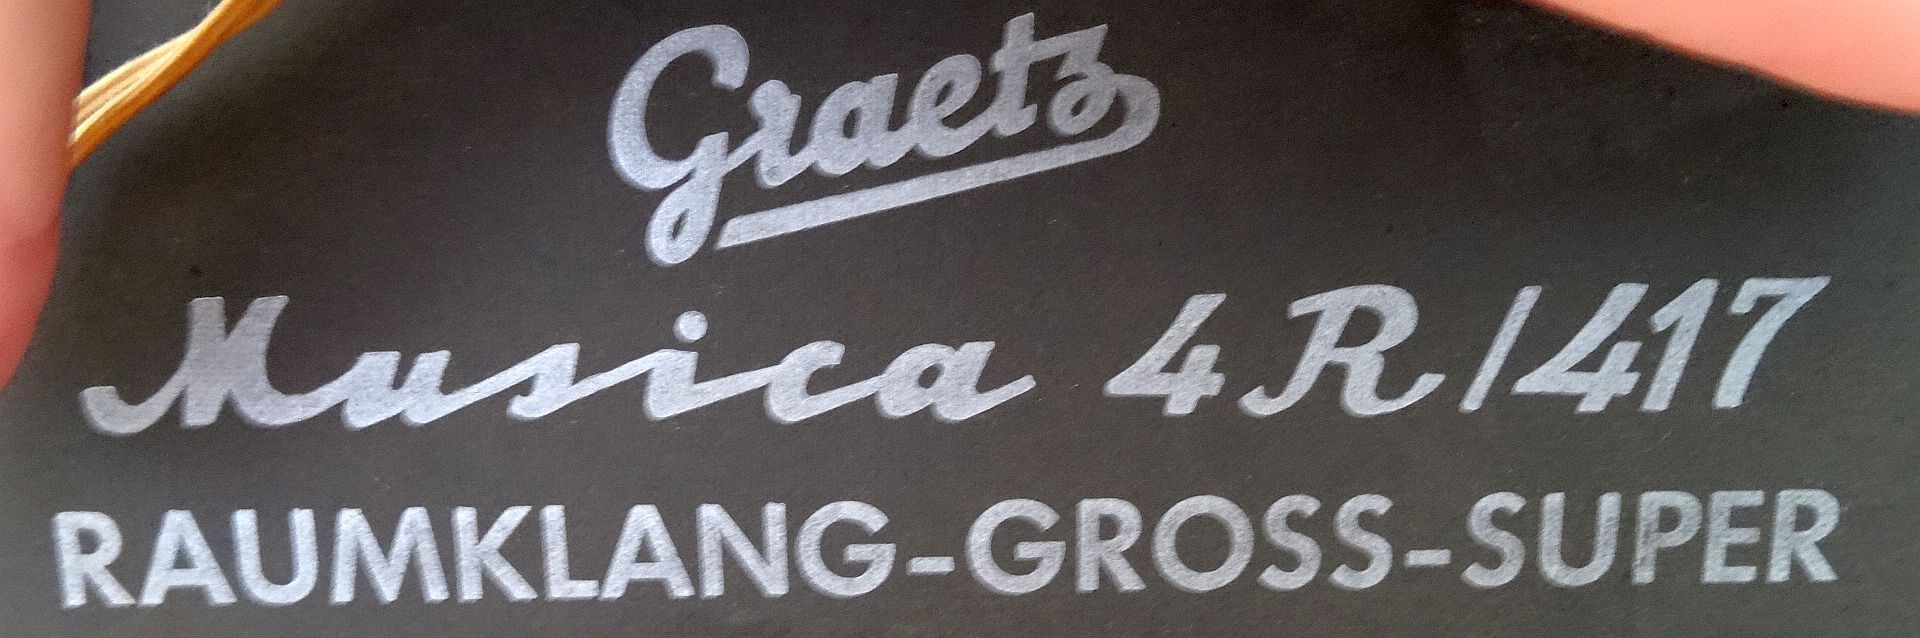 Graetz
Musica 4R/417
RAUMKLANG-GROSS-SUPER